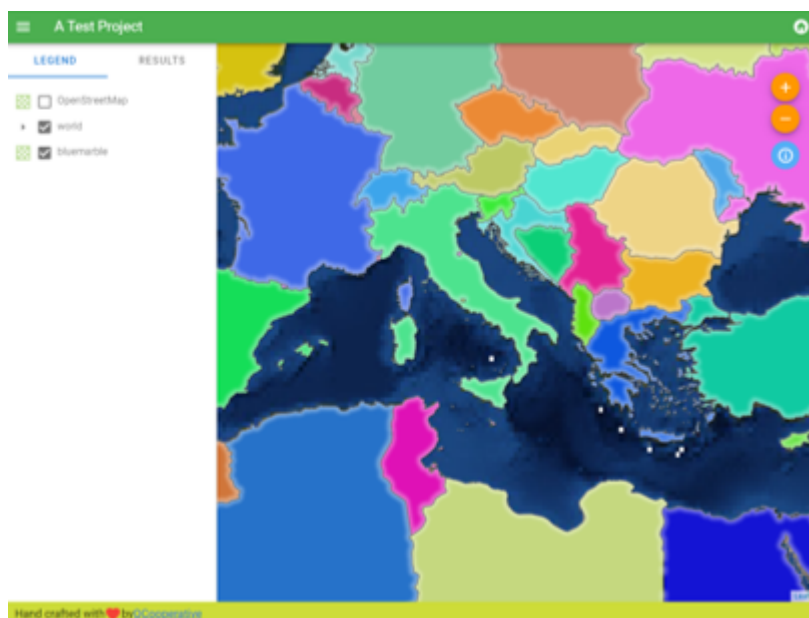 A Test Project
LEGEND RESULTS
OpenStreetMap
world
bluemarble
Hand crafted with ❤ by QCooperative